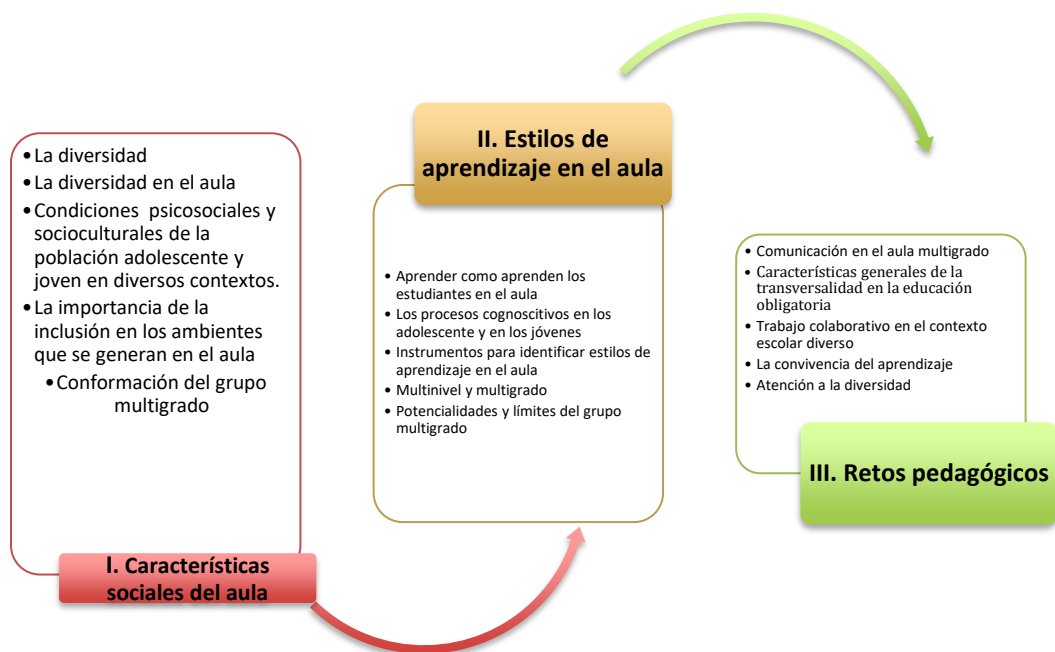 • La diversidad
• La diversidad en el aula
• Condiciones psicosociales y
socioculturales de la
población adolescente y
joven en diversos contextos.
• La importancia de la
inclusión en los ambientes
que se generan en el aula
• Conformación del grupo
multigrado
I. Características
sociales del aula
II. Estilos de
aprendizaje en el aula
• Aprender como aprenden los
estudiantes en el aula
• Los procesos cognoscitivos en los
adolescente y en los jóvenes
• Instrumentos para identificar estilos de
aprendizaje en el aula
• Multinivel y multigrado
• Potencialidades y límites del grupo
multigrado
• Comunicación en el aula multigrado
• Características generales de la
transversalidad en la educación
obligatoria
• Trabajo colaborativo en el contexto
escolar diverso
• La convivencia del aprendizaje
• Atención a la diversidad
III. Retos pedagógicos